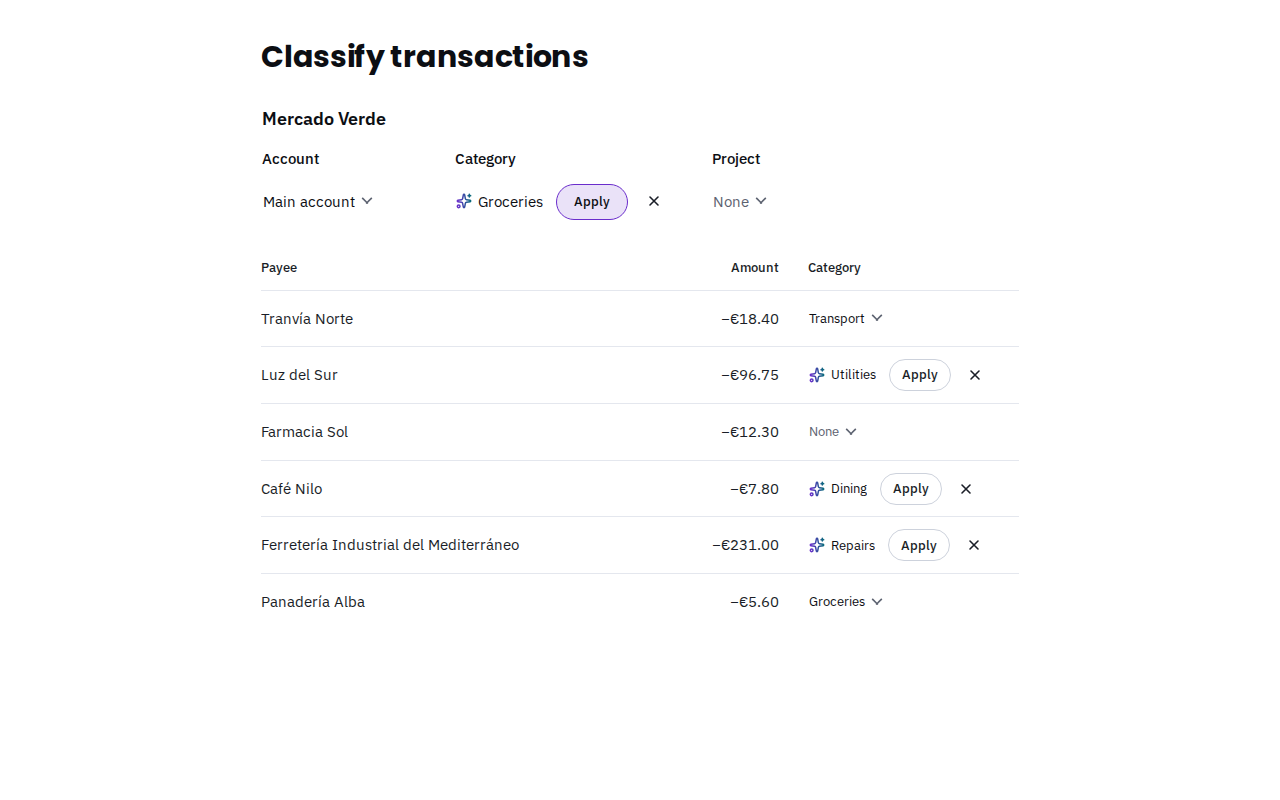 Classify transactions
Mercado Verde
Account Category Project
Main account Groceries Apply None
Payee Amount Category
Tranvía Norte −€18.40 Transport
Luz del Sur −€96.75 Utilities Apply
Farmacia Sol −€12.30 None
Café Nilo −€7.80 Dining Apply
Ferretería Industrial del Mediterráneo −€231.00 Repairs Apply
Panadería Alba −€5.60 Groceries